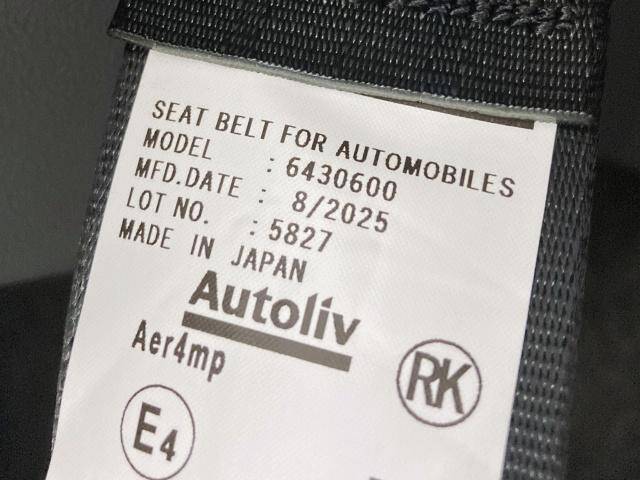 SEAT BELT FOR AUTOMOBILES
MODEL : 6430600
MFD.DATE : 8/2025
LOT NO. : 5827
MADE IN JAPAN
Autoliv
Aer4mp
RK
E4